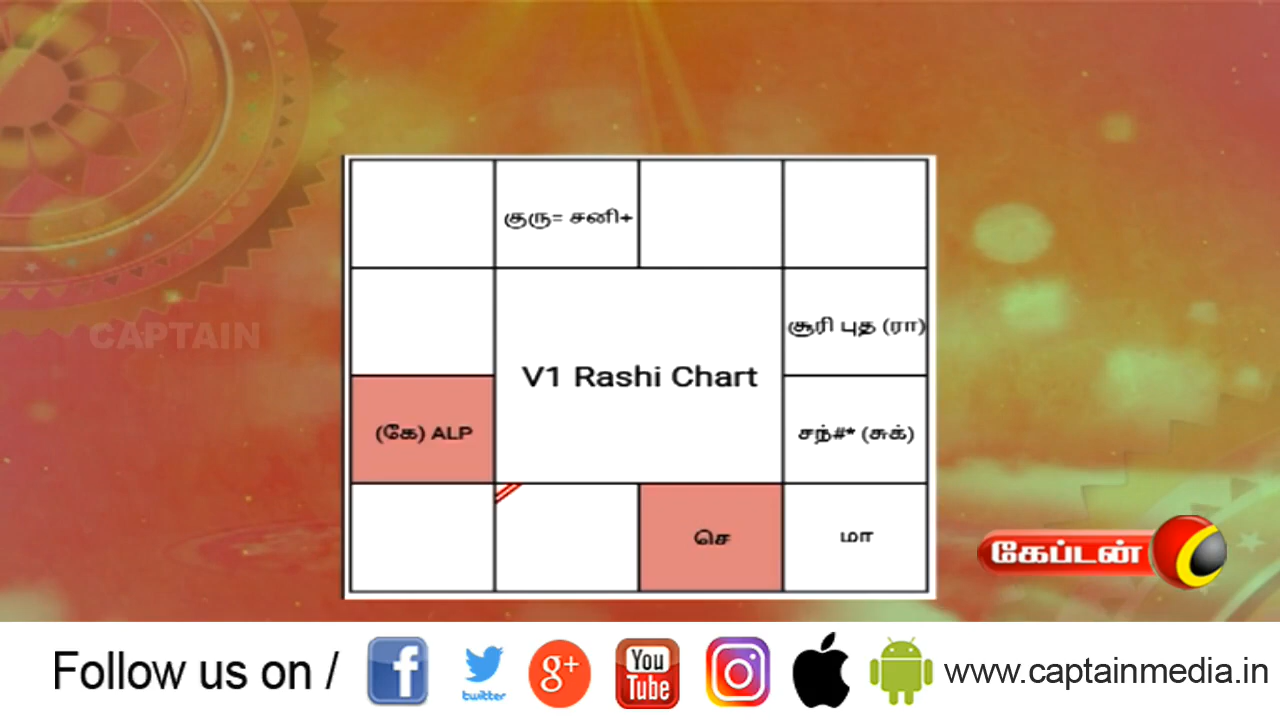 குரு= சனி+
CAPTAIN
சூரி புத (ரா)
V1 Rashi Chart
(கே) ALP
சந்#* (சுக்)
செ
மா
கேப்டன்
Follow us on /
f
twitter
g+
You
Tube
www.captainmedia.in